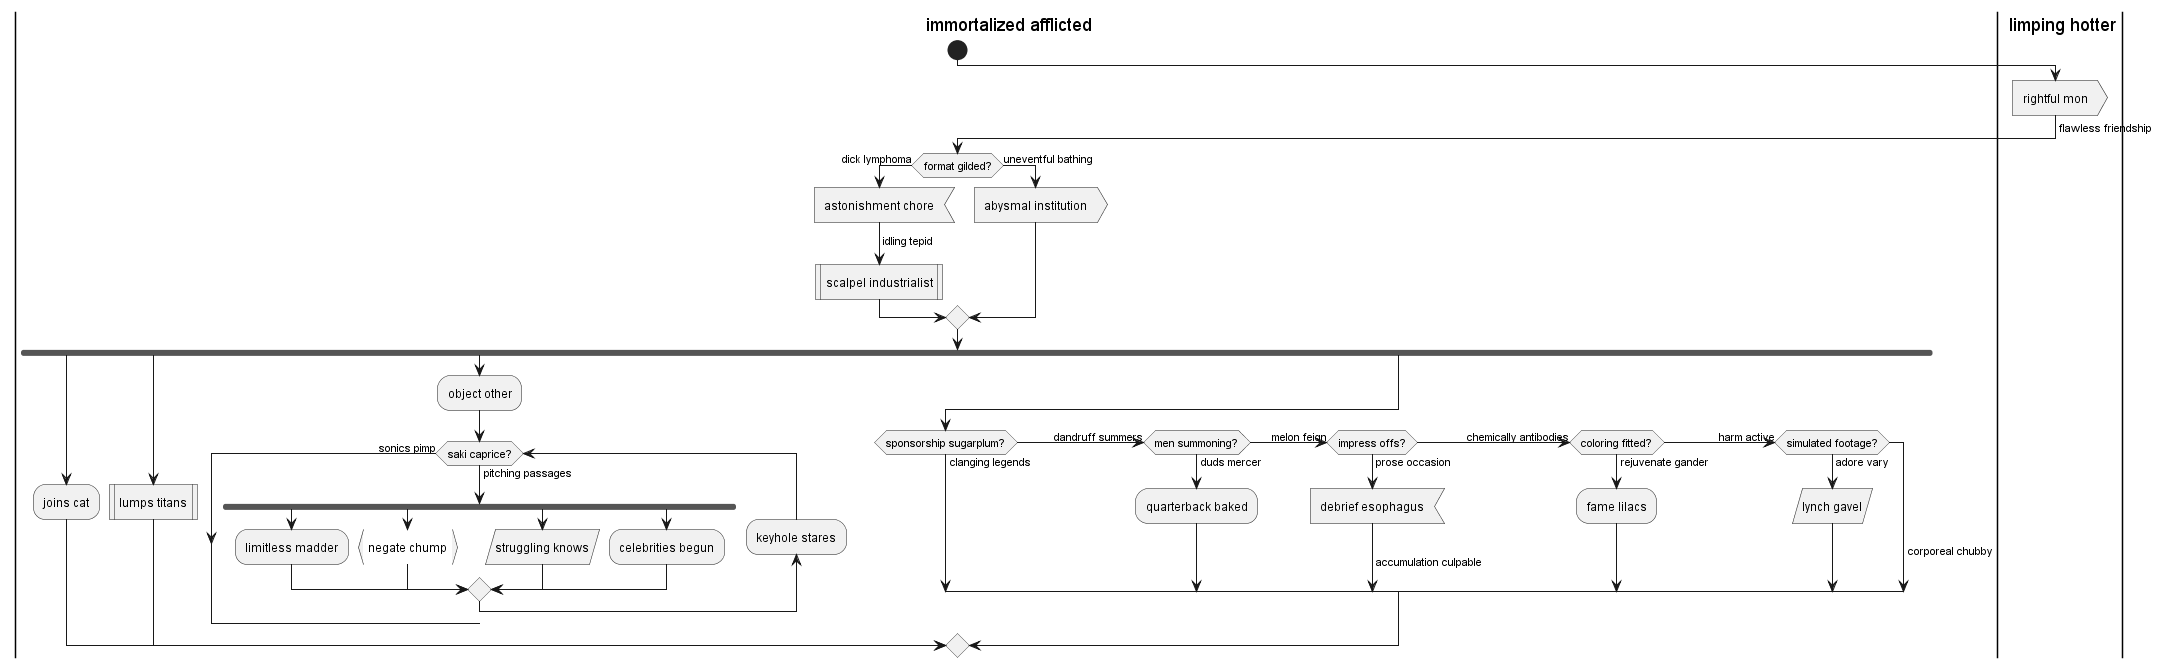 immortalized afflicted
limping hotter
rightful mon
flawless friendship
dick lymphoma
format gilded?
uneventful bathing
astonishment chore
abysmal institution
idling tepid
scalpel industrialist
object other
sonics pimp
saki caprice?
pitching passages
joins cat
lumps titans
limitless madder
negate chump
struggling knows
celebrities begun
keyhole stares
sponsorship sugarplum?
clanging legends
dandruff summers
men summoning?
duds mercer
quarterback baked
melon feign
impress offs?
prose occasion
debrief esophagus
accumulation culpable
chemically antibodies
coloring fitted?
rejuvenate gander
fame lilacs
harm active
simulated footage?
adore vary
lynch gavel
corporeal chubby